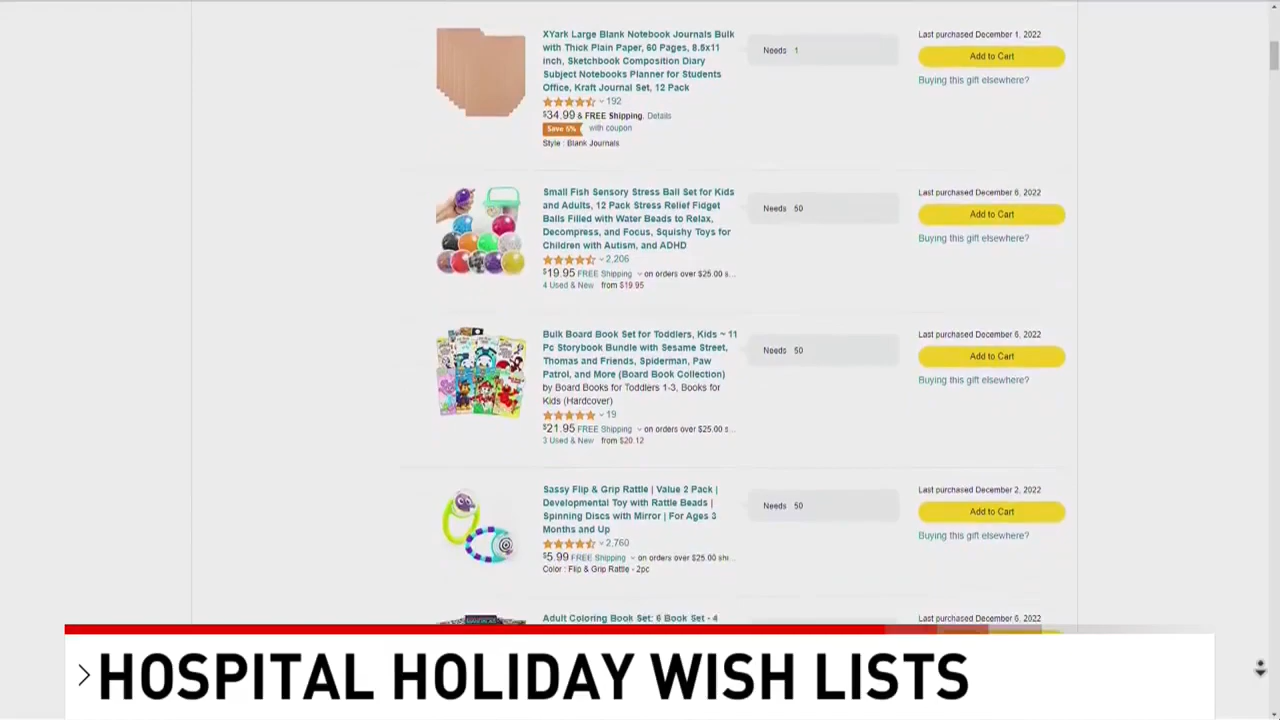 XYark Large Blank Notebook Journals Bulk
with Thick Plain Paper, 60 Pages, 8.5x11
inch, Sketchbook Composition Diary
Subject Notebooks Planner for Students
Office, Kraft Journal Set, 12 Pack
192
$34.99 & FREE Shipping. Details
Save 5% with coupon
Style : Blank Journals
Needs 1
Last purchased December 1, 2022
Add to Cart
Buying this gift elsewhere?
Small Fish Sensory Stress Ball Set for Kids
and Adults, 12 Pack Stress Relief Fidget
Balls Filled with Water Beads to Relax,
Decompress, and Focus, Squishy Toys for
Children with Autism, and ADHD
2,206
$19.95 FREE Shipping on orders over $25.00 s...
4 Used & New from $19.95
Needs 50
Last purchased December 6, 2022
Add to Cart
Buying this gift elsewhere?
Bulk Board Book Set for Toddlers, Kids ~ 11
Pc Storybook Bundle with Sesame Street,
Thomas and Friends, Spiderman, Paw
Patrol, and More (Board Book Collection)
by Board Books for Toddlers 1-3, Books for
Kids (Hardcover)
19
$21.95 FREE Shipping on orders over $25.00 s...
3 Used & New from $20.12
Needs 50
Last purchased December 6, 2022
Add to Cart
Buying this gift elsewhere?
Sassy Flip & Grip Rattle | Value 2 Pack |
Developmental Toy with Rattle Beads |
Spinning Discs with Mirror | For Ages 3
Months and Up
2,760
$5.99 FREE Shipping on orders over $25.00 shi...
Color : Flip & Grip Rattle - 2pc
Needs 50
Last purchased December 2, 2022
Add to Cart
Buying this gift elsewhere?
Adult Coloring Book Set: 6 Book Set - 4
Last purchased December 6, 2022
HOSPITAL HOLIDAY WISH LISTS